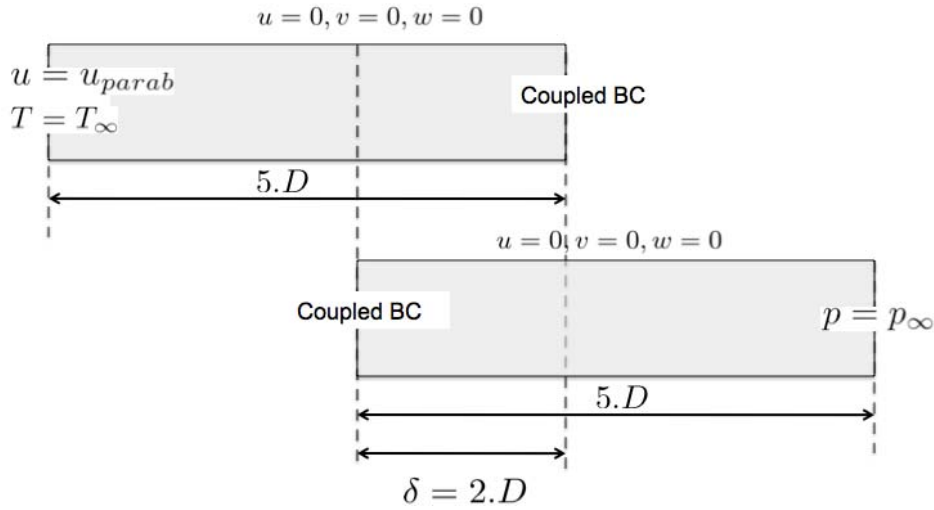 u = 0, v = 0, w = 0
u = u_{parab}
T = T_∞
Coupled BC
5.D
u = 0, v = 0, w = 0
Coupled BC
p = p_∞
5.D
δ = 2.D